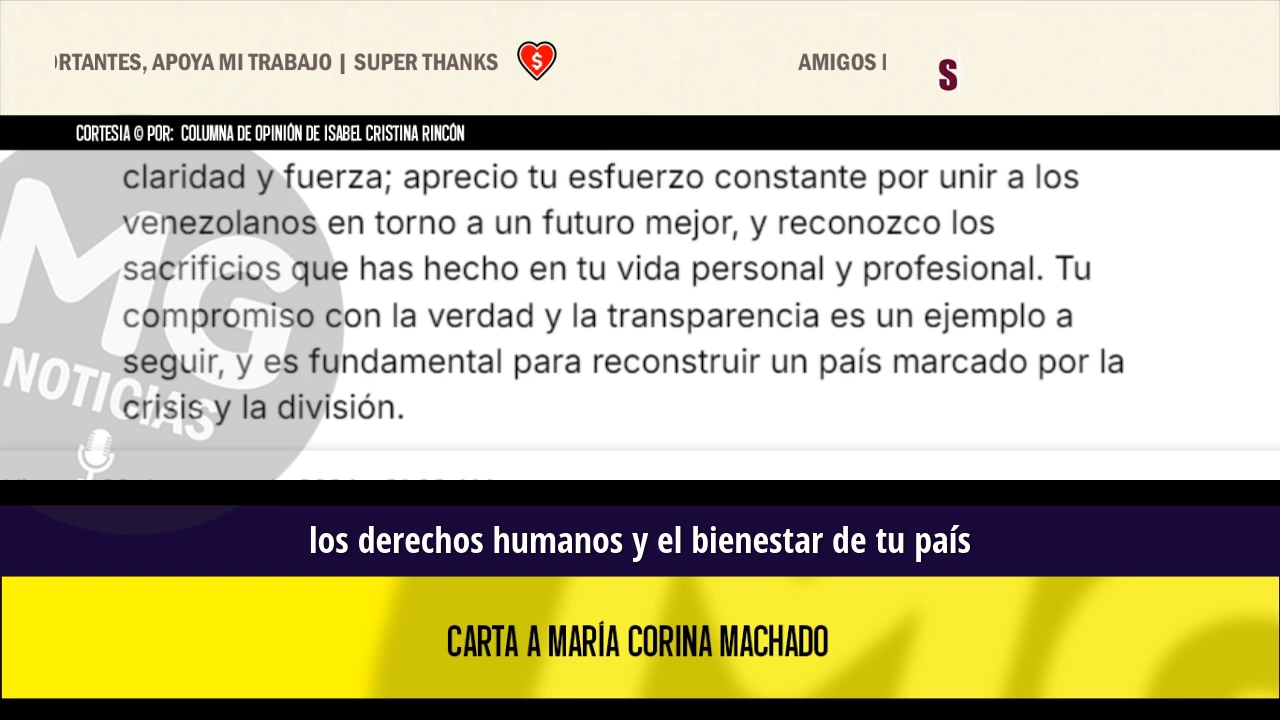 RTANTES, APOYA MI TRABAJO | SUPER THANKS $ AMIGOS I S
CORTESIA © POR: COLUMNA DE OPINIÓN DE ISABEL CRISTINA RINCÓN
claridad y fuerza; aprecio tu esfuerzo constante por unir a los
venezolanos en torno a un futuro mejor, y reconozco los
sacrificios que has hecho en tu vida personal y profesional. Tu
compromiso con la verdad y la transparencia es un ejemplo a
seguir, y es fundamental para reconstruir un país marcado por la
crisis y la división.
MG
NOTICIAS
los derechos humanos y el bienestar de tu país
CARTA A MARÍA CORINA MACHADO